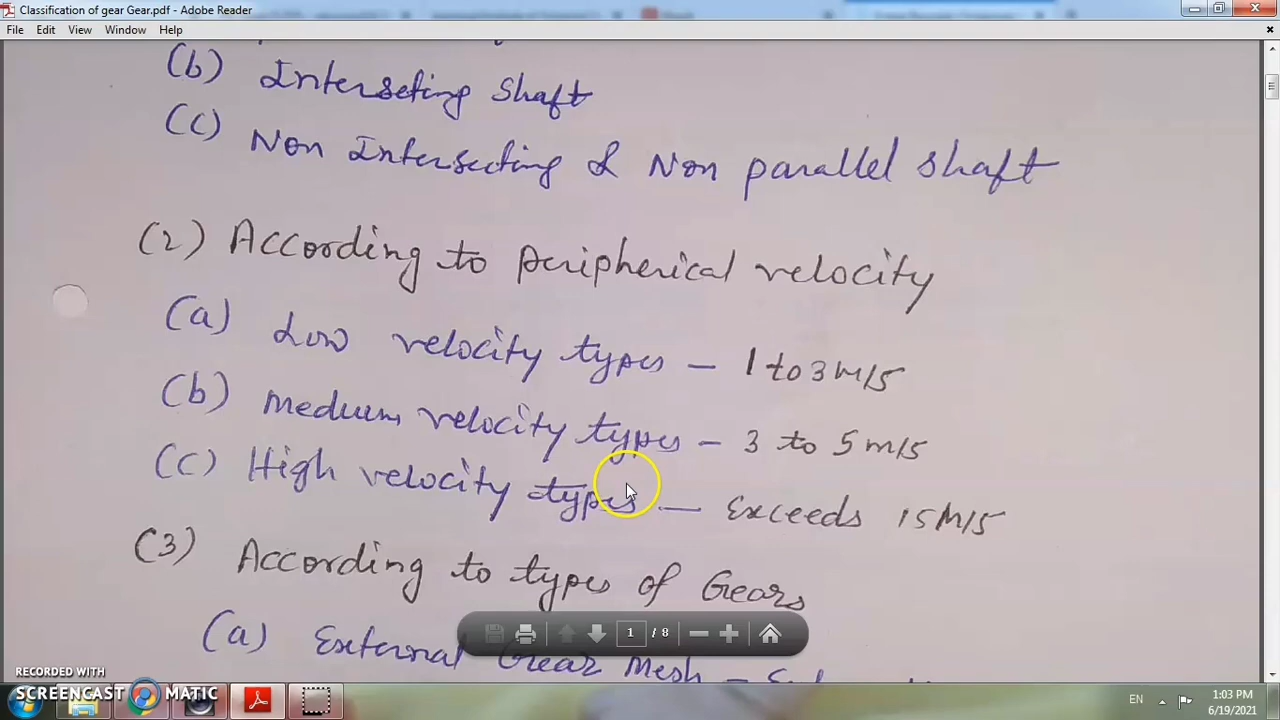 Classification of gear Gear.pdf - Adobe Reader
File Edit View Window Help
(b) Interseting Shaft
(c) Non Intersecting & Non parallel shaft
(2) According to peripherical velocity
(a) Low velocity types - 1 to 3 m/s
(b) Medium velocity types - 3 to 5 m/s
(c) High velocity types - Exceeds 15 M/s
(3) According to types of Gears
(a) External Gear Mesh -
1 / 8
RECORDED WITH
SCREENCAST MATIC
EN
1:03 PM
6/19/2021